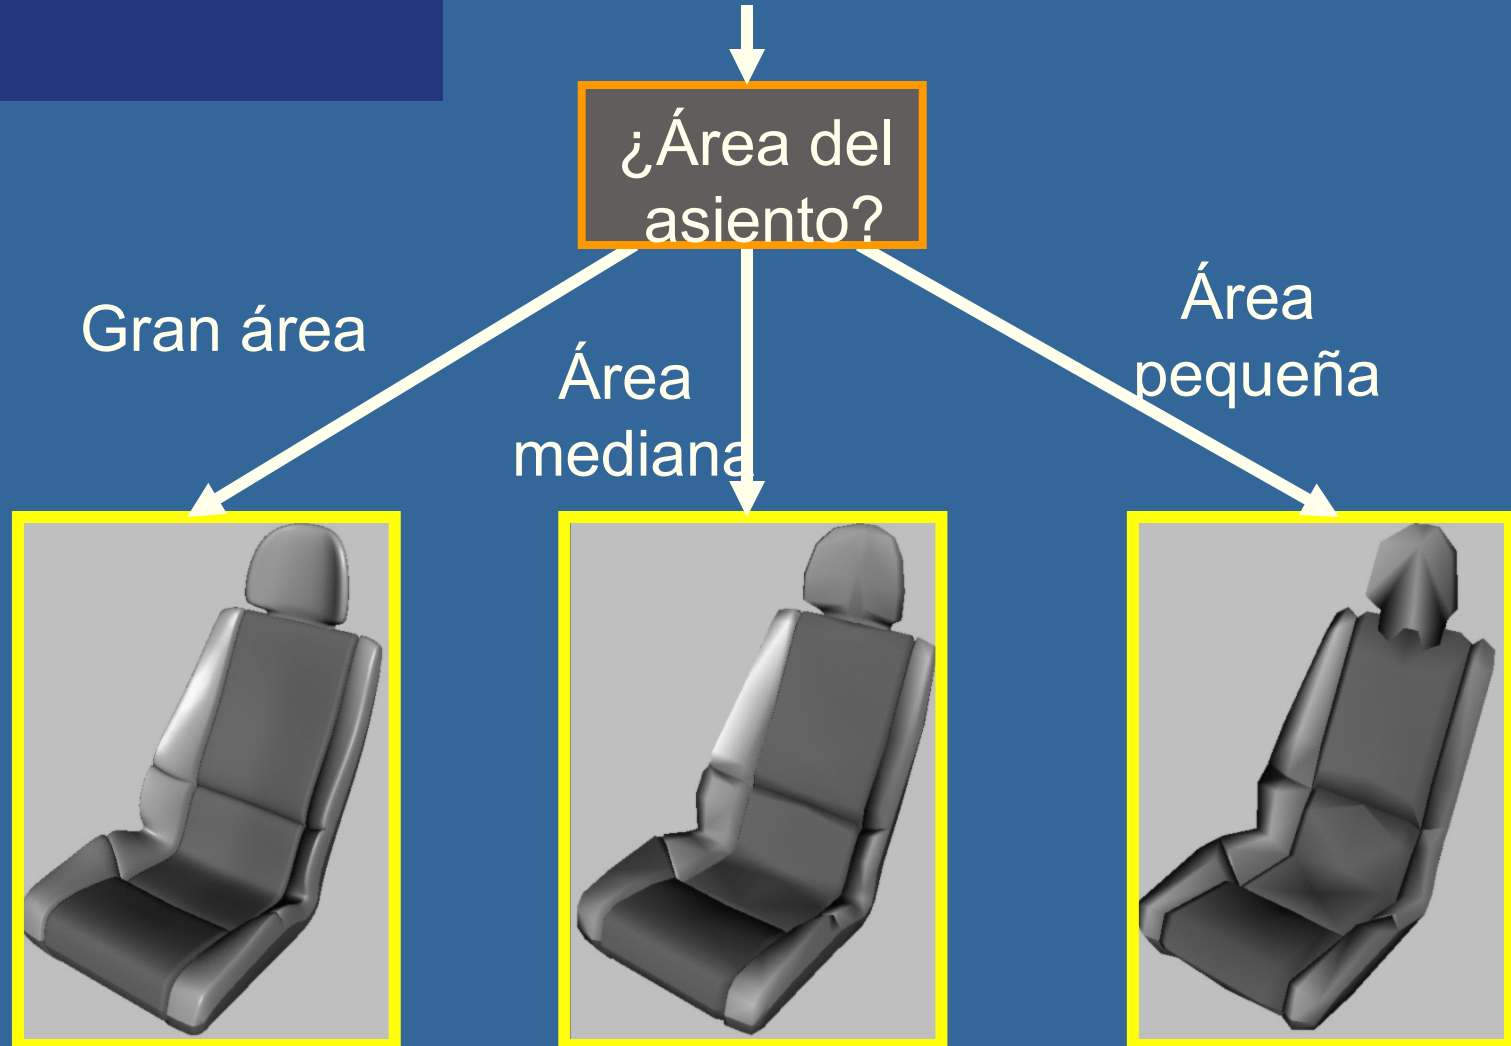 ¿Área del
asiento?
Gran área
Área
mediana
Área
pequeña